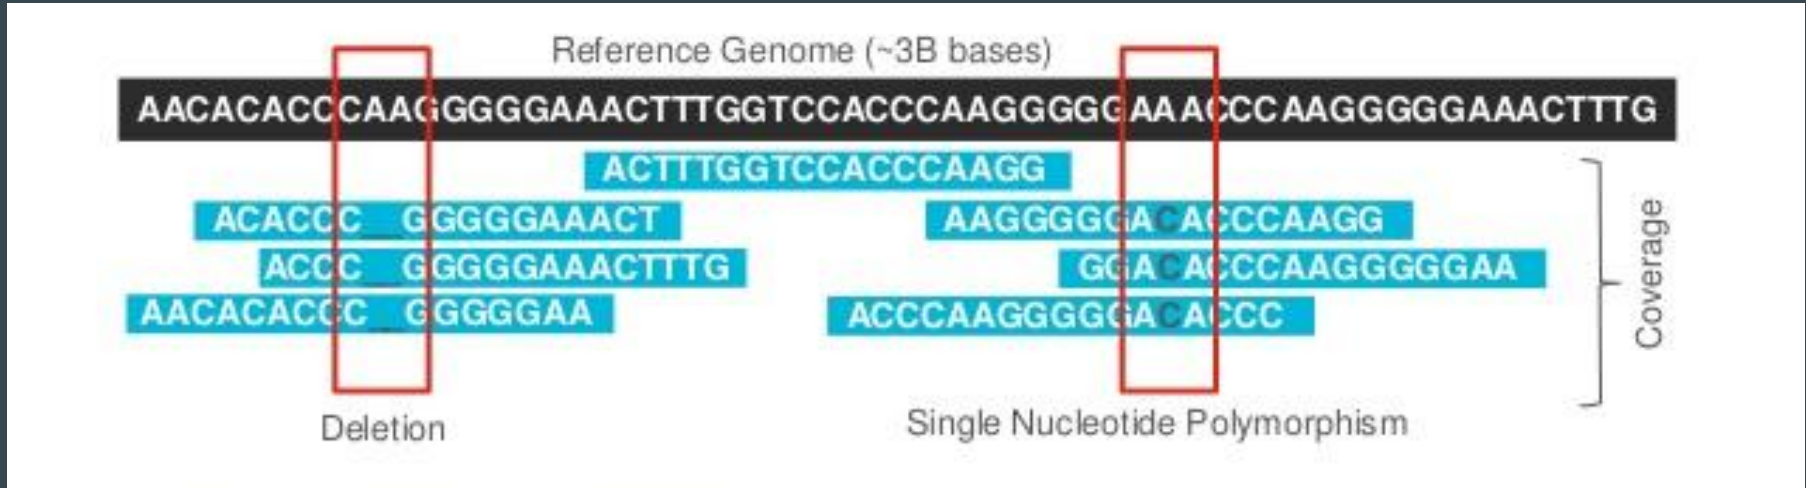 Reference Genome (~3B bases)
AACACACCCAAGGGGGAAACTTTGGTCCACCCAAGGGGGAAACCCAAGGGGGAAACTTTG
ACTTTGGTCCACCCAAGG
ACACCC__GGGGGAAACT AAGGGGGACACCCAAGG
ACCC__GGGGGAAACTTTG GGACACCCAAGGGGGAA
AACACACCC__GGGGGAA ACCCAAGGGGGACACCC
Coverage
Deletion
Single Nucleotide Polymorphism